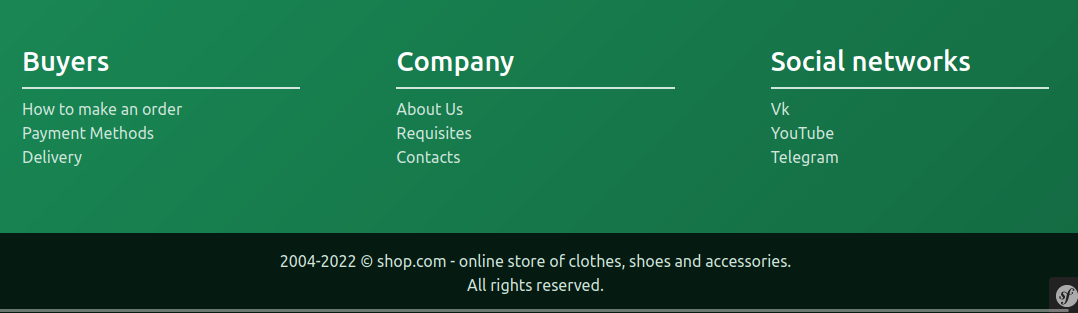 Buyers
How to make an order
Payment Methods
Delivery
Company
About Us
Requisites
Contacts
Social networks
Vk
YouTube
Telegram
2004-2022 © shop.com - online store of clothes, shoes and accessories.
All rights reserved.
sf